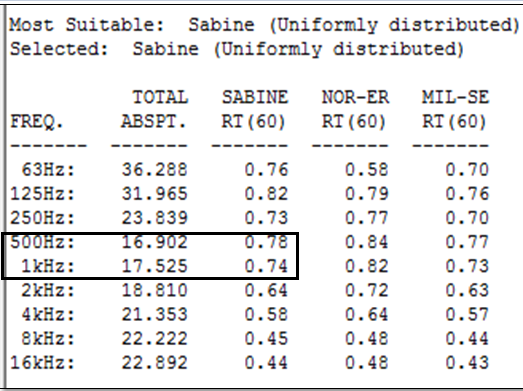 Most Suitable: Sabine (Uniformly distributed)
Selected: Sabine (Uniformly distributed)
TOTAL SABINE NOR-ER MIL-SE
FREQ. ABSPT. RT(60) RT(60) RT(60)
------- ------- ------- ------- -------
63Hz: 36.288 0.76 0.58 0.70
125Hz: 31.965 0.82 0.79 0.76
250Hz: 23.839 0.73 0.77 0.70
500Hz: 16.902 0.78 0.84 0.77
1kHz: 17.525 0.74 0.82 0.73
2kHz: 18.810 0.64 0.72 0.63
4kHz: 21.353 0.58 0.64 0.57
8kHz: 22.222 0.45 0.48 0.44
16kHz: 22.892 0.44 0.48 0.43